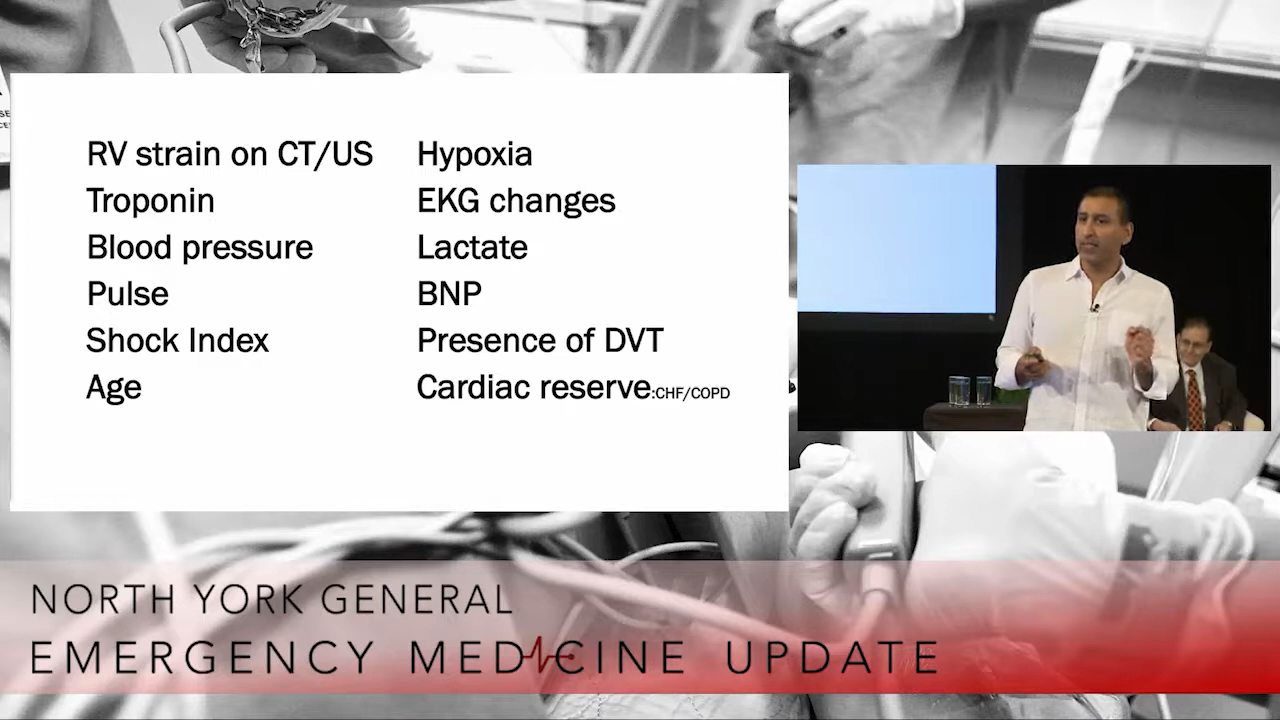 RV strain on CT/US
Troponin
Blood pressure
Pulse
Shock Index
Age
Hypoxia
EKG changes
Lactate
BNP
Presence of DVT
Cardiac reserve:CHF/COPD
NORTH YORK GENERAL
EMERGENCY MEDICINE UPDATE